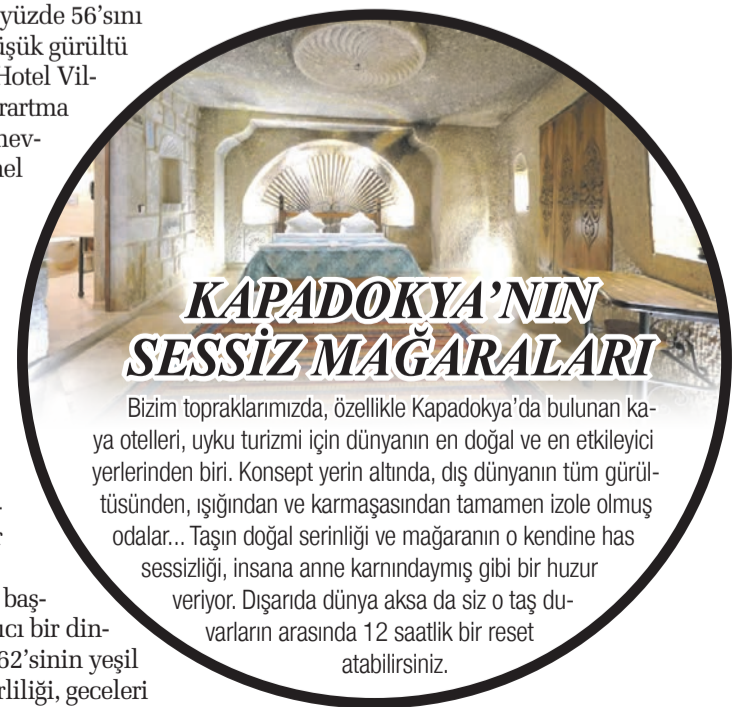 yüzde 56’sını
şük gürültü
Hotel Vil-
rartma
nev-
nel
KAPADOKYA’NIN
SESSİZ MAĞARALARI
Bizim topraklarımızda, özellikle Kapadokya’da bulunan ka-
ya otelleri, uyku turizmi için dünyanın en doğal ve en etkileyici
yerlerinden biri. Konsept yerin altında, dış dünyanın tüm gürül-
tüsünden, ışığından ve karmaşasından tamamen izole olmuş
odalar... Taşın doğal serinliği ve mağaranın o kendine has
sessizliği, insana anne karnındaymış gibi bir huzur
veriyor. Dışarıda dünya aksa da siz o taş du-
varların arasında 12 saatlik bir reset
atabilirsiniz.
baş-
ıcı bir din-
62’sinin yeşil
rliliği, geceleri